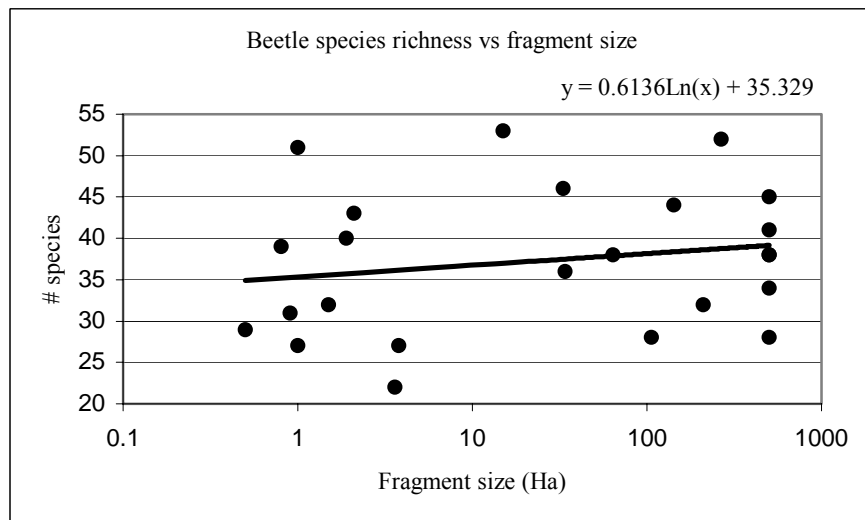 Beetle species richness vs fragment size
y = 0.6136Ln(x) + 35.329
55
50
45
40
35
30
25
20
# species
0.1 1 10 100 1000
Fragment size (Ha)